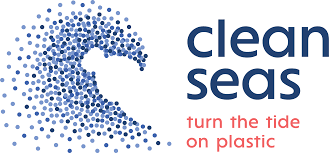 clean
seas
turn the tide
on plastic